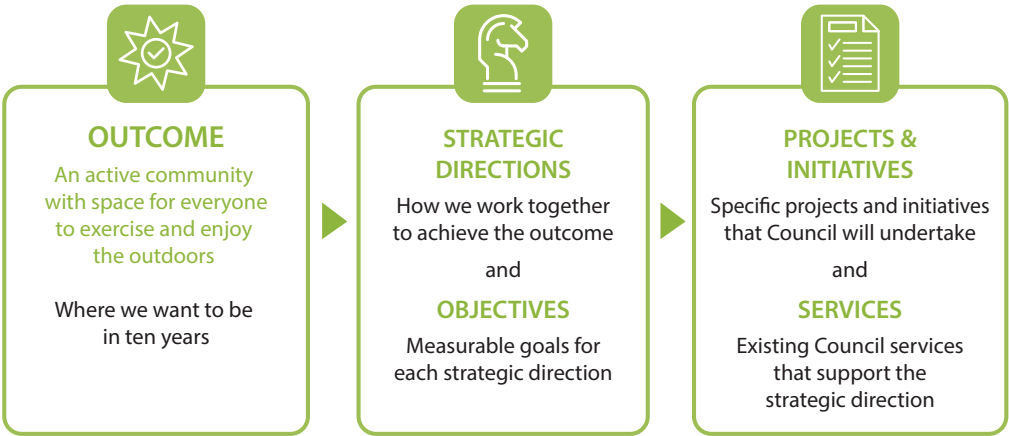 OUTCOME
An active community
with space for everyone
to exercise and enjoy
the outdoors
Where we want to be
in ten years
STRATEGIC
DIRECTIONS
How we work together
to achieve the outcome
and
OBJECTIVES
Measurable goals for
each strategic direction
PROJECTS &
INITIATIVES
Specific projects and initiatives
that Council will undertake
and
SERVICES
Existing Council services
that support the
strategic direction